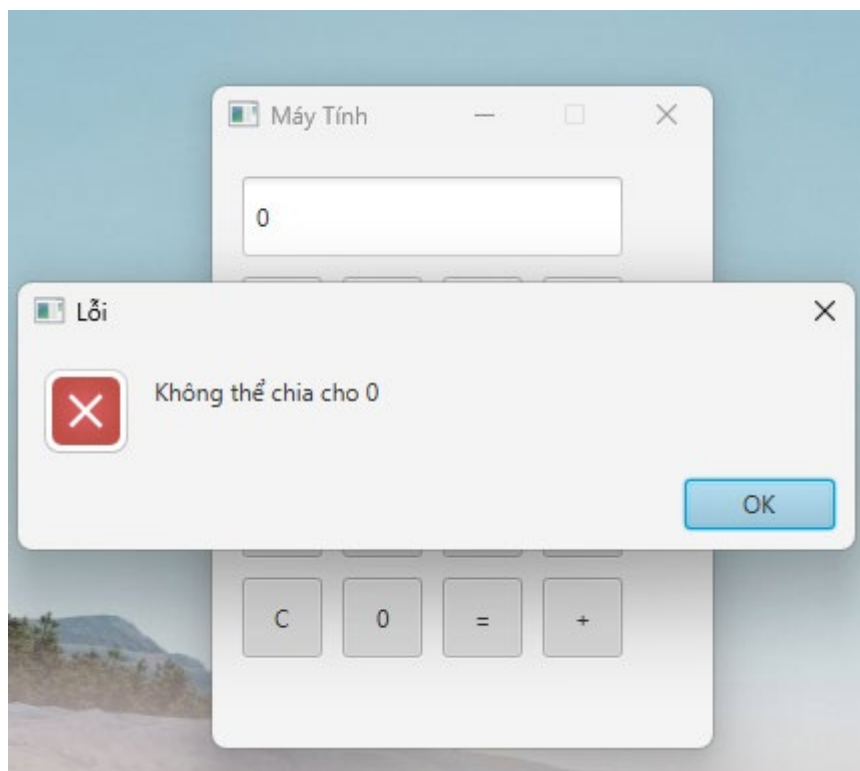 Máy Tính
0
Lỗi
Không thể chia cho 0
OK
C 0 = +